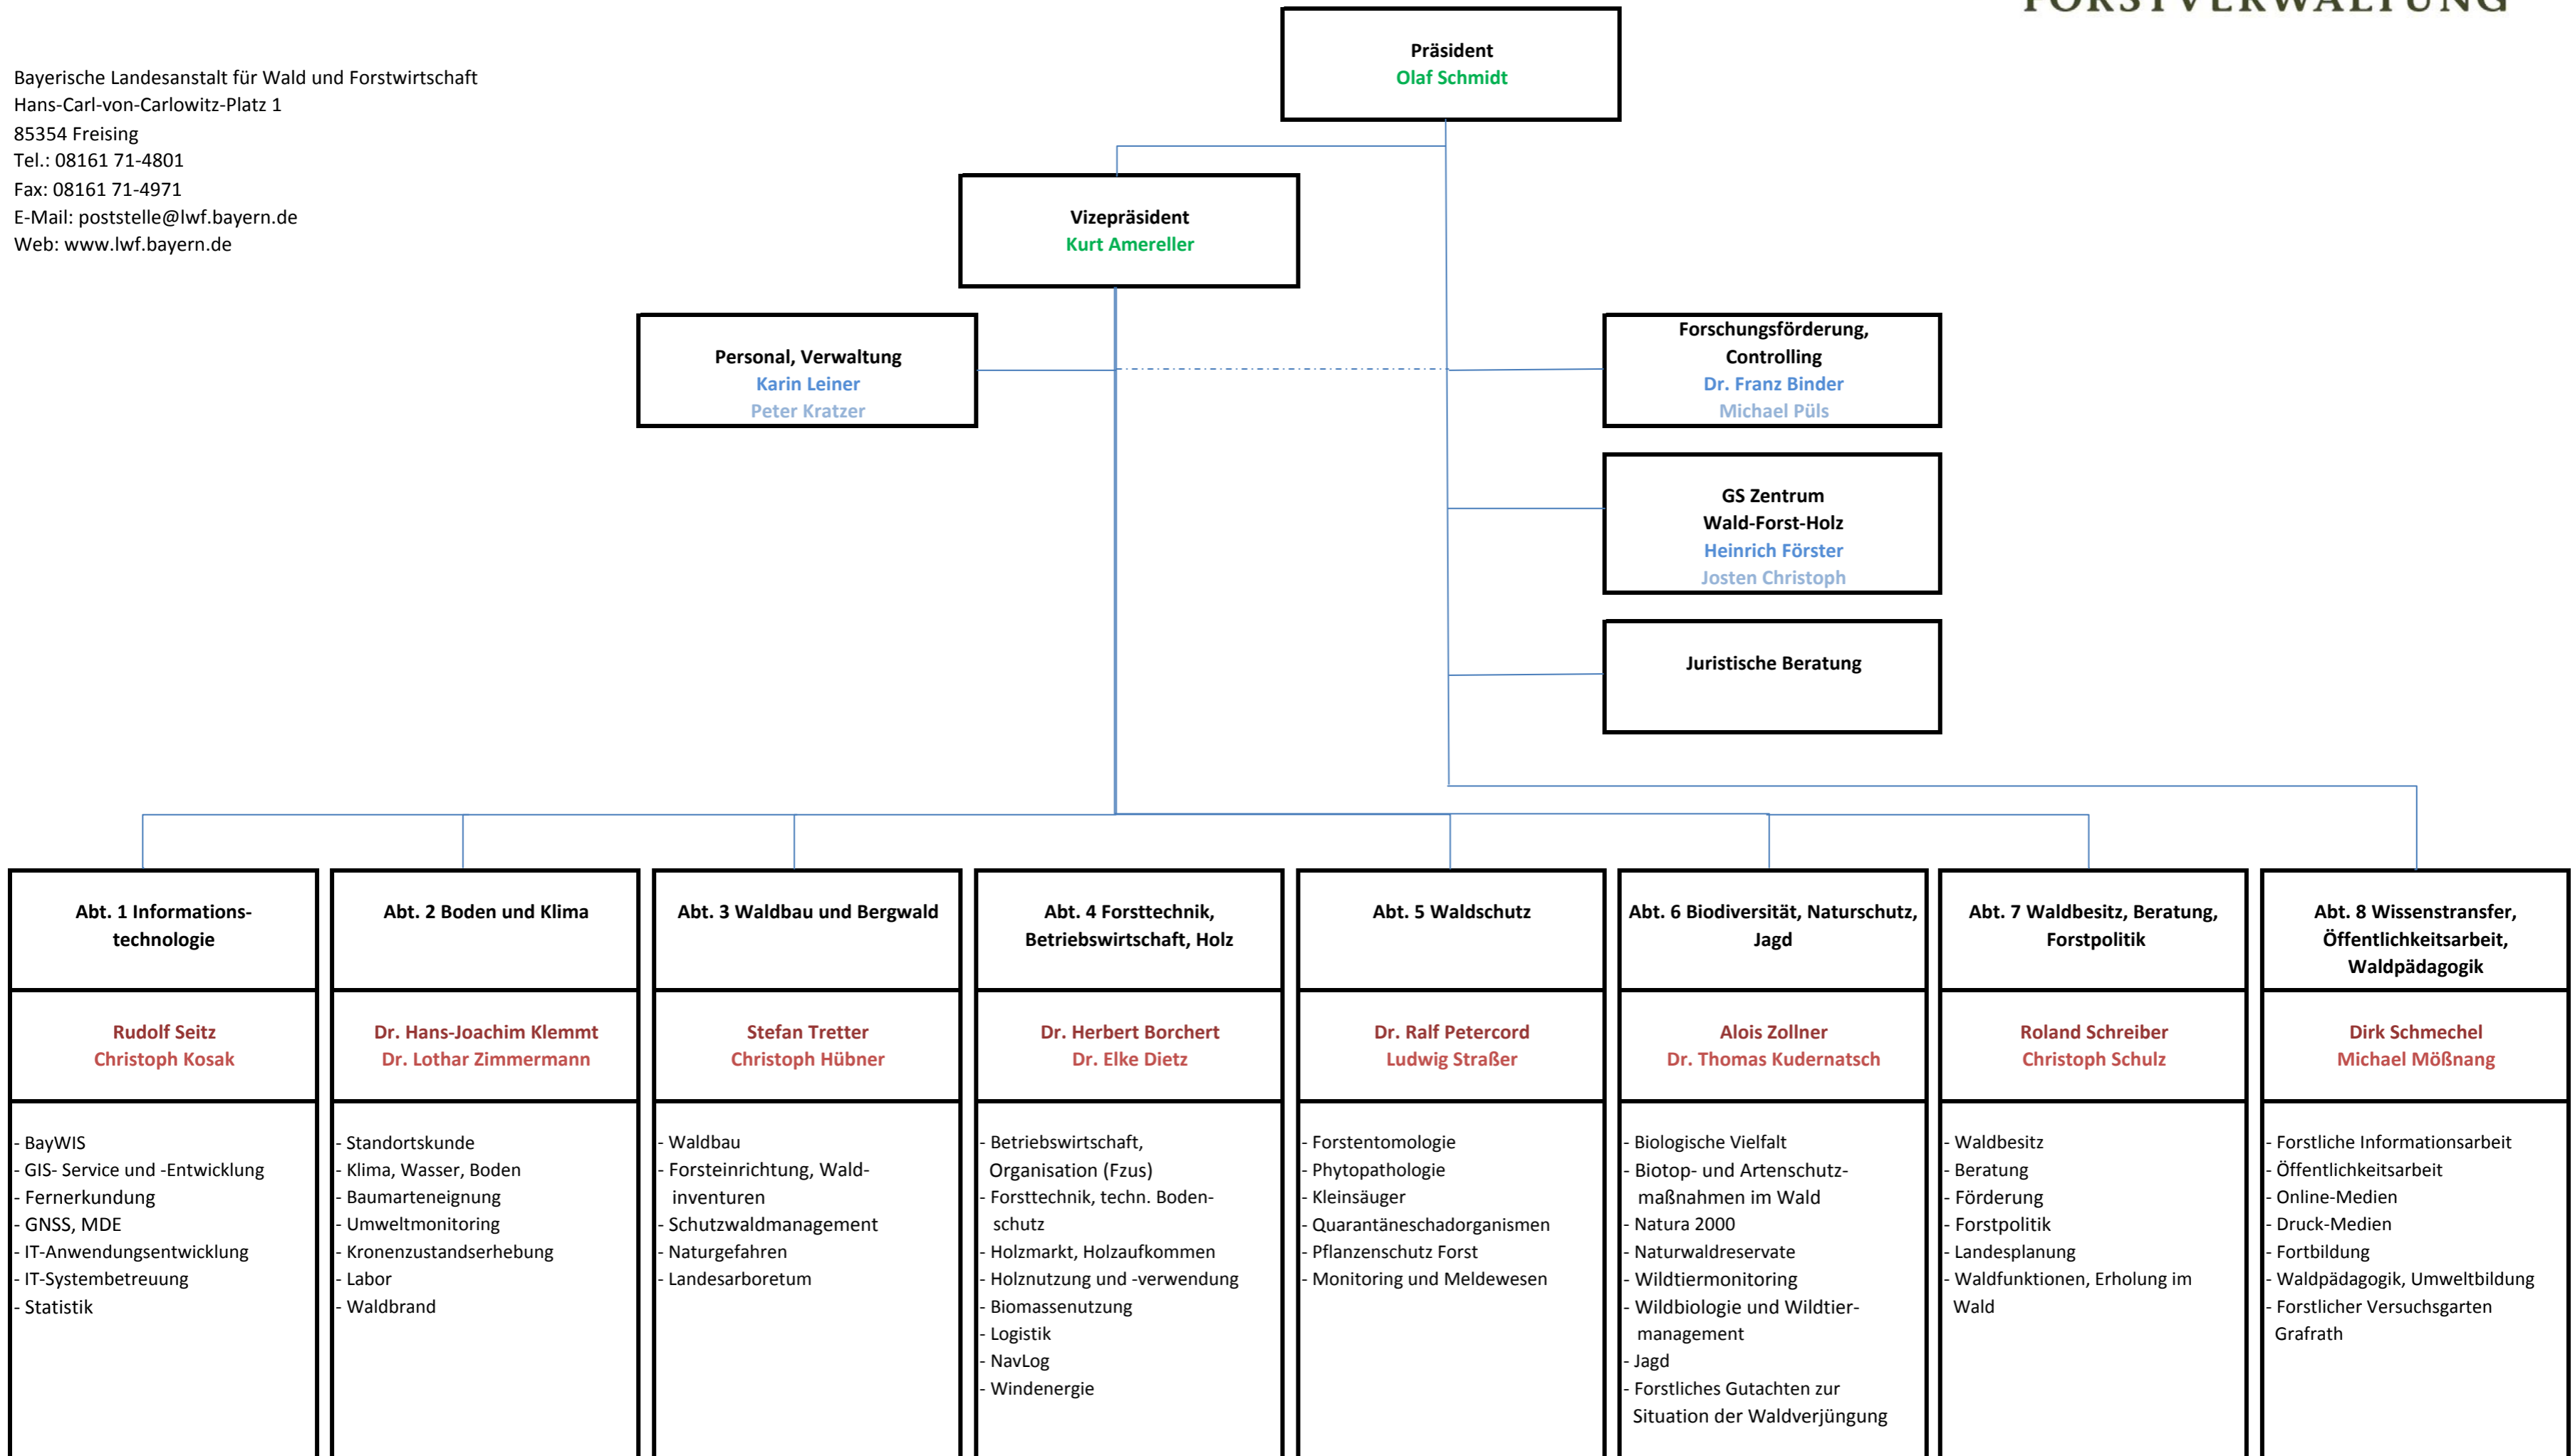 FORSTVERWALTUNG
Bayerische Landesanstalt für Wald und Forstwirtschaft
Hans-Carl-von-Carlowitz-Platz 1
85354 Freising
Tel.: 08161 71-4801
Fax: 08161 71-4971
E-Mail: poststelle@lwf.bayern.de
Web: www.lwf.bayern.de
Präsident
Olaf Schmidt
Vizepräsident
Kurt Amereller
Personal, Verwaltung
Karin Leiner
Peter Kratzer
Forschungsförderung,
Controlling
Dr. Franz Binder
Michael Püls
GS Zentrum
Wald-Forst-Holz
Heinrich Förster
Josten Christoph
Juristische Beratung
Abt. 1 Informations-
technologie
Rudolf Seitz
Christoph Kosak
- BayWIS
- GIS- Service und -Entwicklung
- Fernerkundung
- GNSS, MDE
- IT-Anwendungsentwicklung
- IT-Systembetreuung
- Statistik
Abt. 2 Boden und Klima
Dr. Hans-Joachim Klemmt
Dr. Lothar Zimmermann
- Standortskunde
- Klima, Wasser, Boden
- Baumarteneignung
- Umweltmonitoring
- Kronenzustandserhebung
- Labor
- Waldbrand
Abt. 3 Waldbau und Bergwald
Stefan Tretter
Christoph Hübner
- Waldbau
- Forsteinrichtung, Wald-
inventuren
- Schutzwaldmanagement
- Naturgefahren
- Landesarboretum
Abt. 4 Forsttechnik,
Betriebswirtschaft, Holz
Dr. Herbert Borchert
Dr. Elke Dietz
- Betriebswirtschaft,
Organisation (Fzus)
- Forsttechnik, techn. Boden-
schutz
- Holzmarkt, Holzaufkommen
- Holznutzung und -verwendung
- Biomassenutzung
- Logistik
- NavLog
- Windenergie
Abt. 5 Waldschutz
Dr. Ralf Petercord
Ludwig Straßer
- Forstentomologie
- Phytopathologie
- Kleinsäuger
- Quarantäneschadorganismen
- Pflanzenschutz Forst
- Monitoring und Meldewesen
Abt. 6 Biodiversität, Naturschutz,
Jagd
Alois Zollner
Dr. Thomas Kudernatsch
- Biologische Vielfalt
- Biotop- und Artenschutz-
maßnahmen im Wald
- Natura 2000
- Naturwaldreservate
- Wildtiermonitoring
- Wildbiologie und Wildtier-
management
- Jagd
- Forstliches Gutachten zur
Situation der Waldverjüngung
Abt. 7 Waldbesitz, Beratung,
Forstpolitik
Roland Schreiber
Christoph Schulz
- Waldbesitz
- Beratung
- Förderung
- Forstpolitik
- Landesplanung
- Waldfunktionen, Erholung im
Wald
Abt. 8 Wissenstransfer,
Öffentlichkeitsarbeit,
Waldpädagogik
Dirk Schmechel
Michael Mößnang
- Forstliche Informationsarbeit
- Öffentlichkeitsarbeit
- Online-Medien
- Druck-Medien
- Fortbildung
- Waldpädagogik, Umweltbildung
- Forstlicher Versuchsgarten
Grafrath